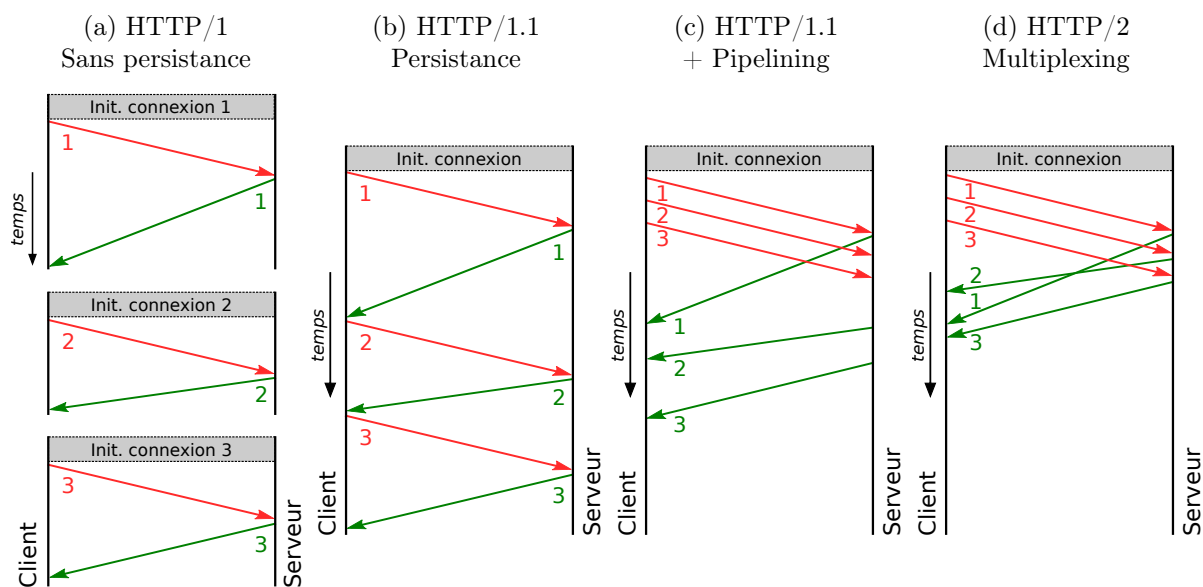 (a) HTTP/1
Sans persistance
Init. connexion 1
1
1
temps
Init. connexion 2
2
2
Init. connexion 3
3
3
Client
Serveur
(b) HTTP/1.1
Persistance
Init. connexion
1
1
temps
2
2
3
3
Client
Serveur
(c) HTTP/1.1
+ Pipelining
Init. connexion
1
2
3
temps
1
2
3
Client
Serveur
(d) HTTP/2
Multiplexing
Init. connexion
1
2
3
2
1
3
temps
Client
Serveur